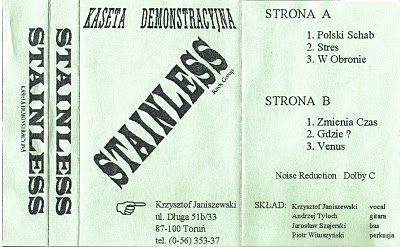 STAINLESS
KASETA DEMONSTRACYJNA
STAINLESS
KASETA DEMONSTRACYJNA
STAINLESS
Rock Group
Krzysztof Janiszewski
ul. Długa 51b/33
87-100 Toruń
tel. (0-56) 353-37
STRONA A
1. Polski Schab
2. Stres
3. W Obronie
STRONA B
1. Zmienia Czas
2. Gdzie ?
3. Venus
Noise Reduction Dolby C
SKŁAD: Krzysztof Janiszewski vocal
Andrzej Tyloch gitara
Jarosław Szajerski bas
Piotr Wituszyński perkusja